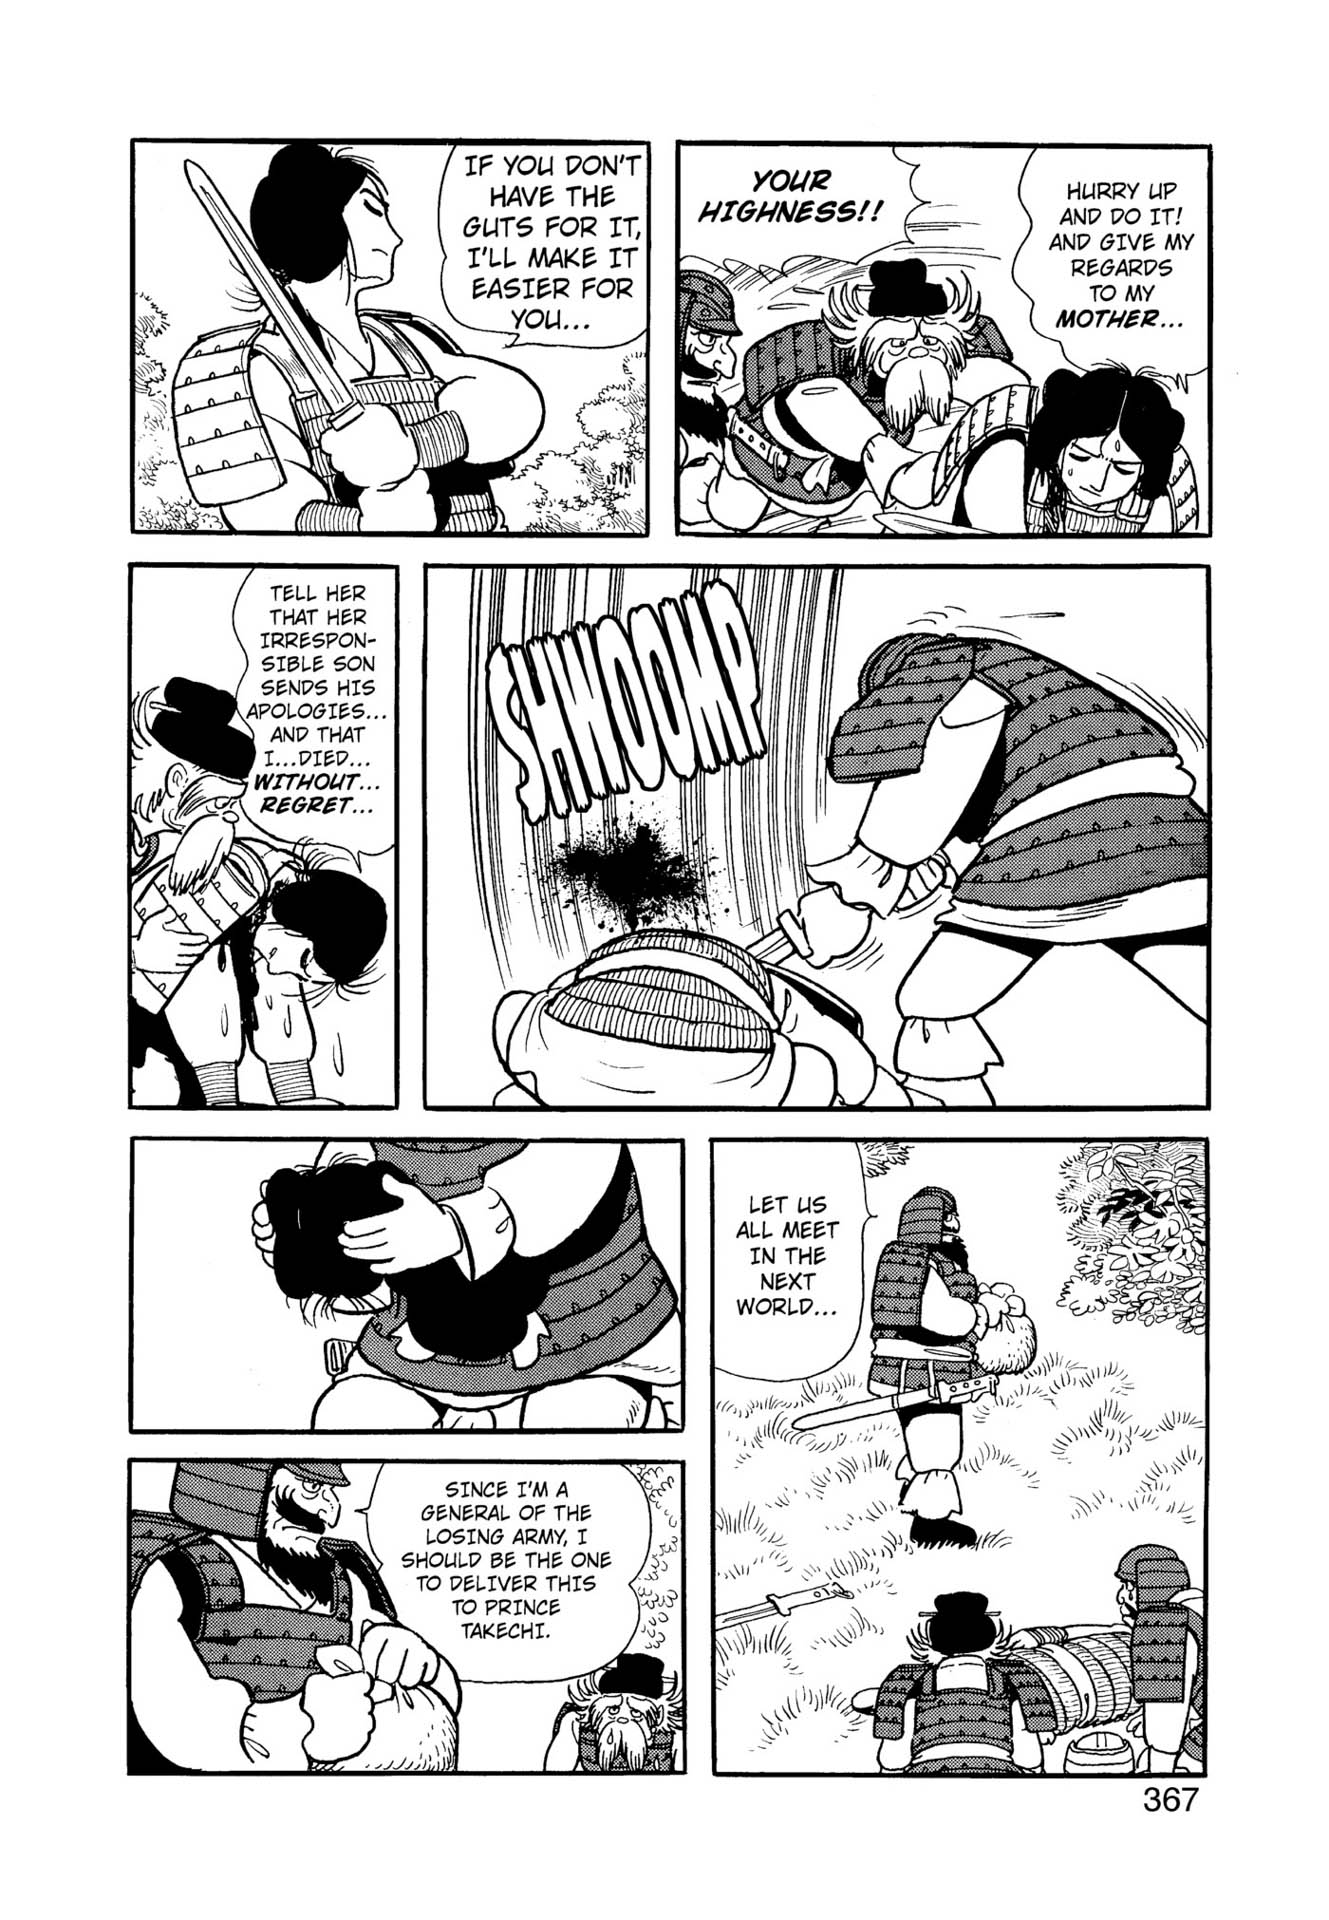 IF YOU DON'T
HAVE THE
GUTS FOR IT,
I'LL MAKE IT
EASIER FOR
YOU...
YOUR
HIGHNESS!!
HURRY UP
AND DO IT!
AND GIVE MY
REGARDS
TO MY
MOTHER...
TELL HER
THAT HER
IRRESPON-
SIBLE SON
SENDS HIS
APOLOGIES...
AND THAT
I...DIED...
WITHOUT...
REGRET...
SHWOOMP
LET US
ALL MEET
IN THE
NEXT
WORLD...
SINCE I'M A
GENERAL OF THE
LOSING ARMY, I
SHOULD BE THE ONE
TO DELIVER THIS
TO PRINCE
TAKECHI.
367